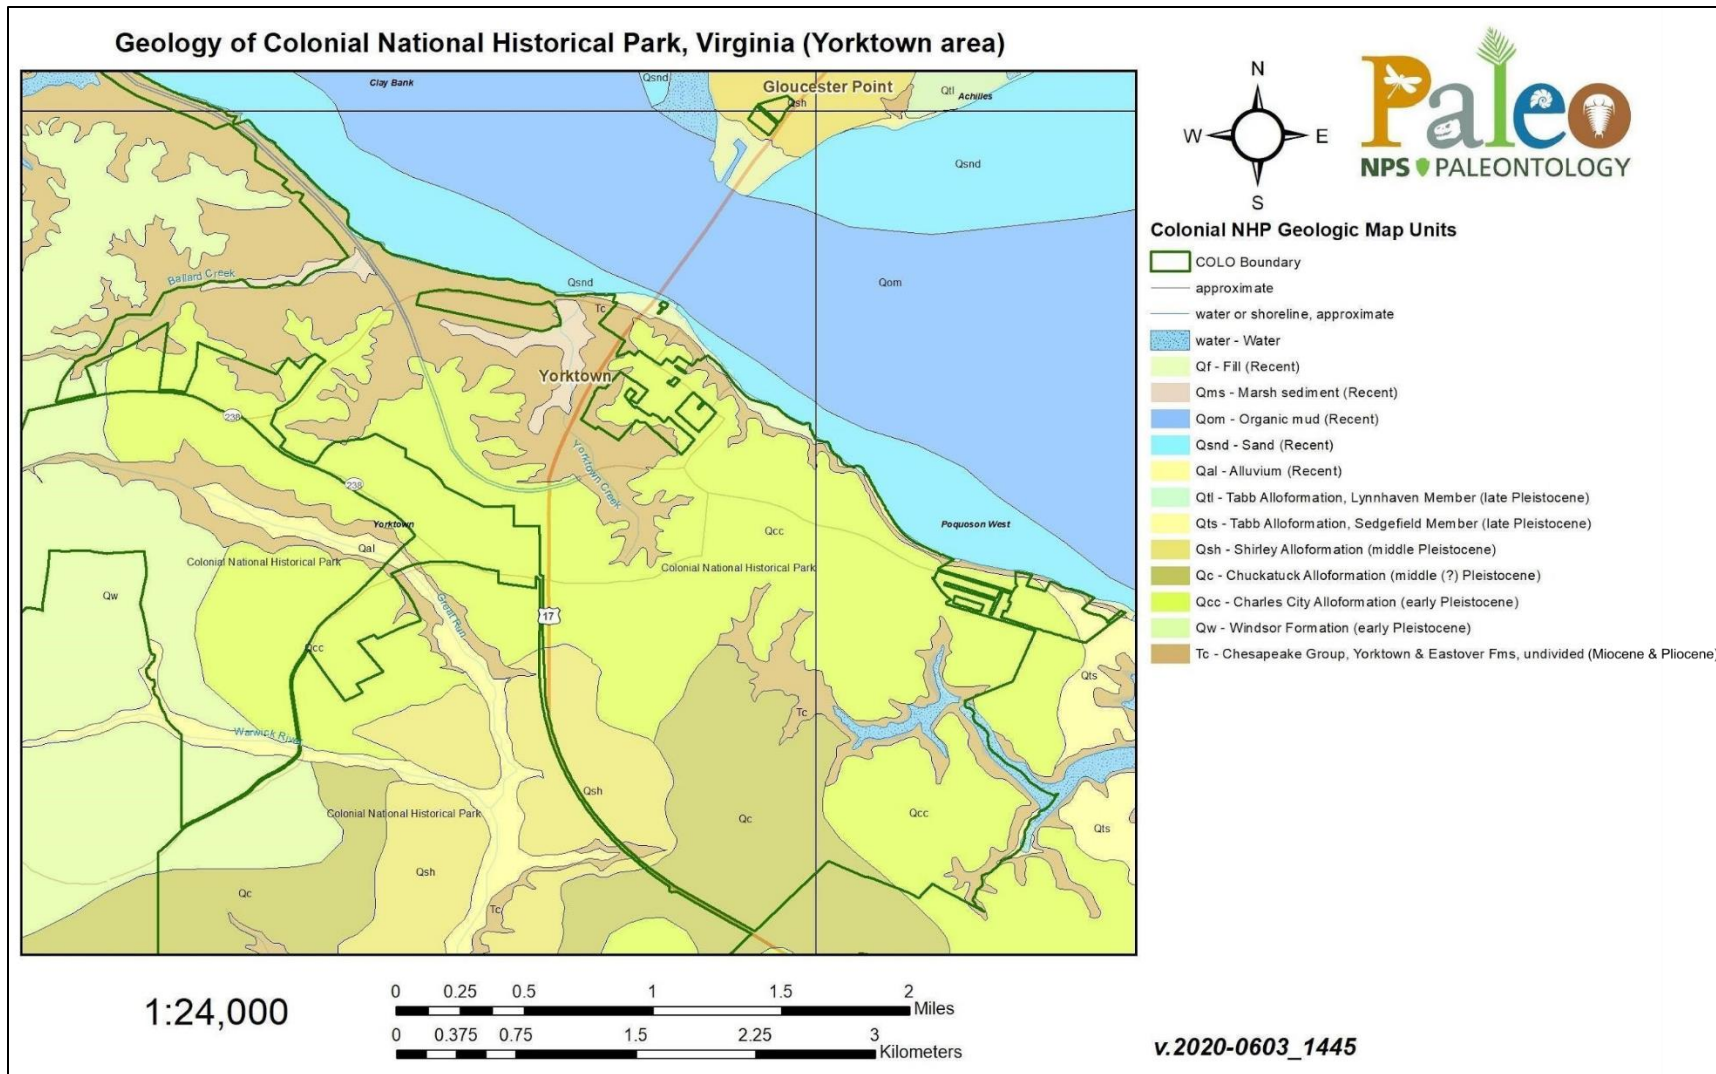 Geology of Colonial National Historical Park, Virginia (Yorktown area)
Clay Bank
Qsnd
Gloucester Point
Qsh
Qtl
Achilles
Qsnd
Ballard Creek
Qsnd
Tc
Qom
Yorktown
238
238
Yorktown Creek
Yorktown
Poquoson West
Qcc
Qal
Colonial National Historical Park
Colonial National Historical Park
Qw
Great Run
17
Qcc
Qts
Tc
Warwick River
Qsh
Colonial National Historical Park
Qc
Qcc
Qts
Qsh
Qc
Tc
N
W
E
S
Paleo
NPS PALEONTOLOGY
Colonial NHP Geologic Map Units
COLO Boundary
approximate
water or shoreline, approximate
water - Water
Qf - Fill (Recent)
Qms - Marsh sediment (Recent)
Qom - Organic mud (Recent)
Qsnd - Sand (Recent)
Qal - Alluvium (Recent)
Qtl - Tabb Alloformation, Lynnhaven Member (late Pleistocene)
Qts - Tabb Alloformation, Sedgefield Member (late Pleistocene)
Qsh - Shirley Alloformation (middle Pleistocene)
Qc - Chuckatuck Alloformation (middle (?) Pleistocene)
Qcc - Charles City Alloformation (early Pleistocene)
Qw - Windsor Formation (early Pleistocene)
Tc - Chesapeake Group, Yorktown & Eastover Fms, undivided (Miocene & Pliocene)
1:24,000
0 0.25 0.5 1 1.5 2
Miles
0 0.375 0.75 1.5 2.25 3
Kilometers
v.2020-0603_1445